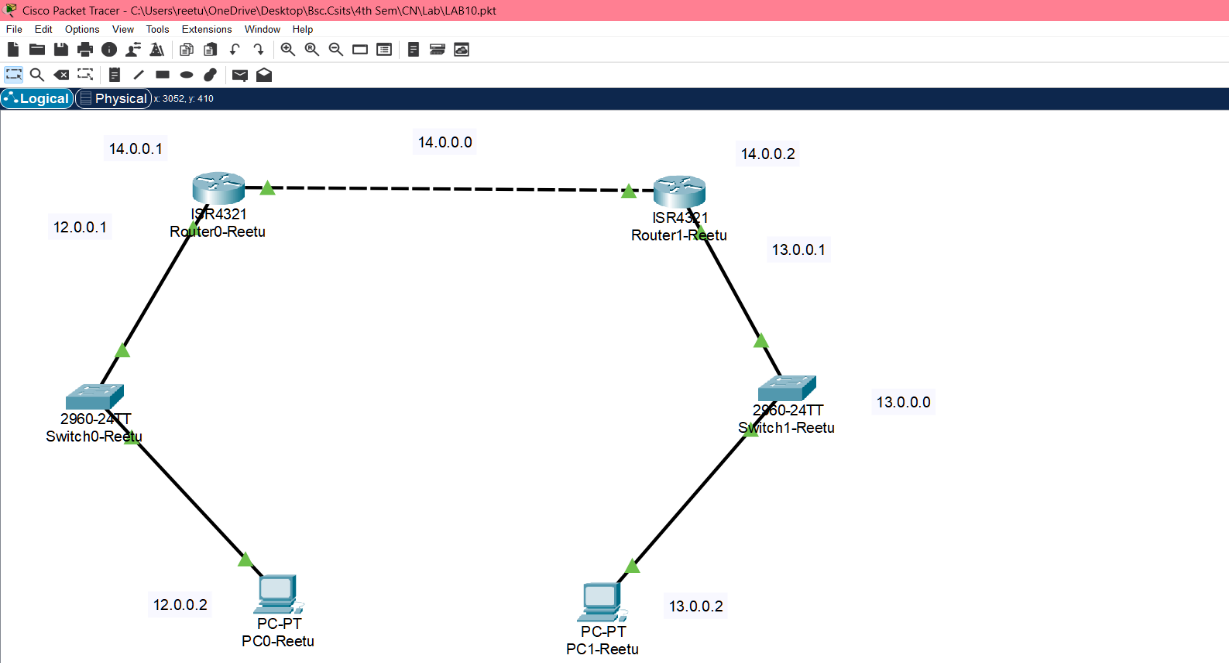 Cisco Packet Tracer - C:\Users\reetu\OneDrive\Desktop\Bsc.Csits\4th Sem\CN\Lab\LAB10.pkt
File Edit Options View Tools Extensions Window Help
Logical Physical x: 3052, y: 410
14.0.0.1
14.0.0.0
14.0.0.2
12.0.0.1
ISR4321
Router0-Reetu
ISR4321
Router1-Reetu
13.0.0.1
2960-24TT
Switch0-Reetu
2960-24TT
Switch1-Reetu
13.0.0.0
12.0.0.2
PC-PT
PC0-Reetu
PC-PT
PC1-Reetu
13.0.0.2